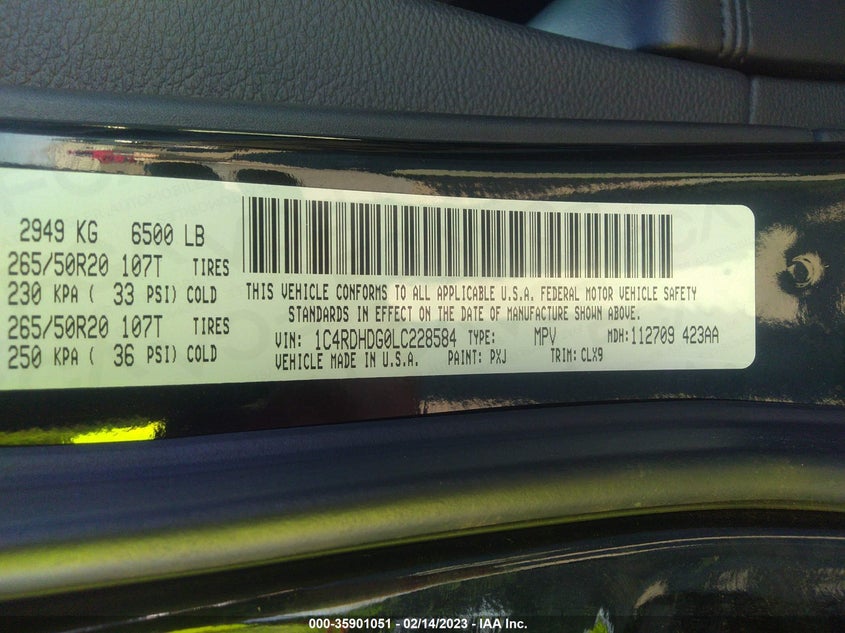 2949 KG 6500 LB
265/50R20 107T TIRES
230 KPA ( 33 PSI) COLD
265/50R20 107T TIRES
250 KPA ( 36 PSI) COLD
THIS VEHICLE CONFORMS TO ALL APPLICABLE U.S.A. FEDERAL MOTOR VEHICLE SAFETY
STANDARDS IN EFFECT ON THE DATE OF MANUFACTURE SHOWN ABOVE.
VIN: 1C4RDHDG0LC228584 TYPE: MPV MDH:112709 423AA
VEHICLE MADE IN U.S.A. PAINT: PXJ TRIM: CLX9
000-35901051 - 02/14/2023 - IAA Inc.